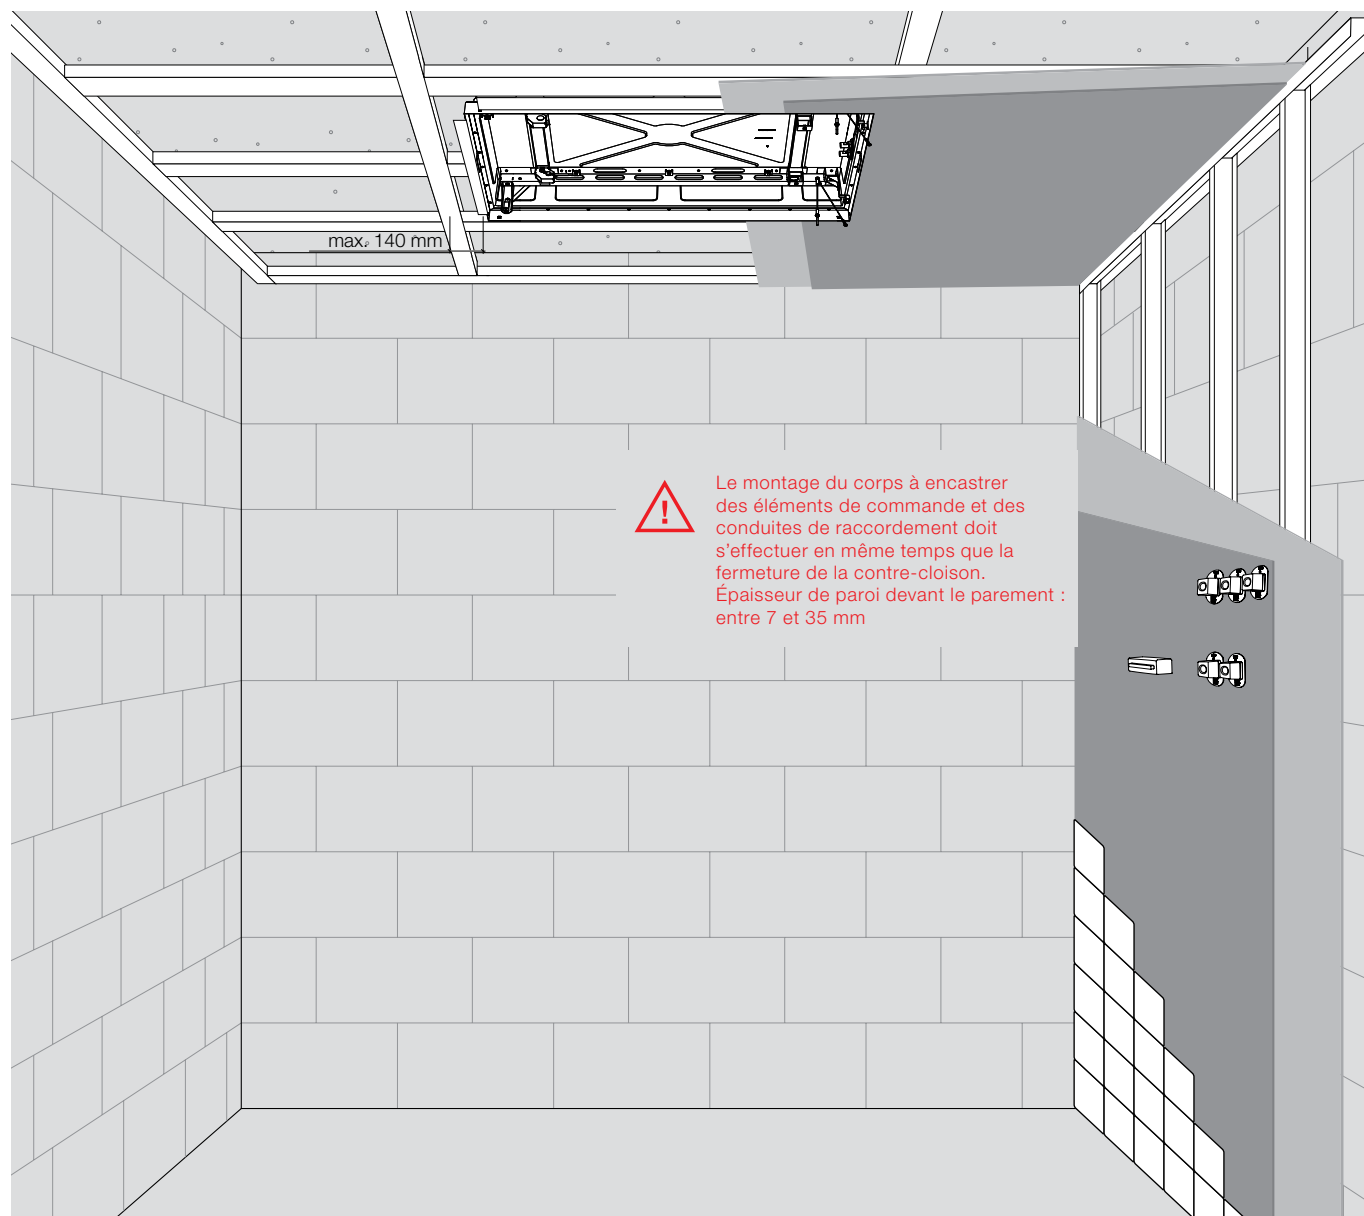 max. 140 mm
Le montage du corps à encastrer
des éléments de commande et des
conduites de raccordement doit
s'effectuer en même temps que la
fermeture de la contre-cloison.
Épaisseur de paroi devant le parement :
entre 7 et 35 mm